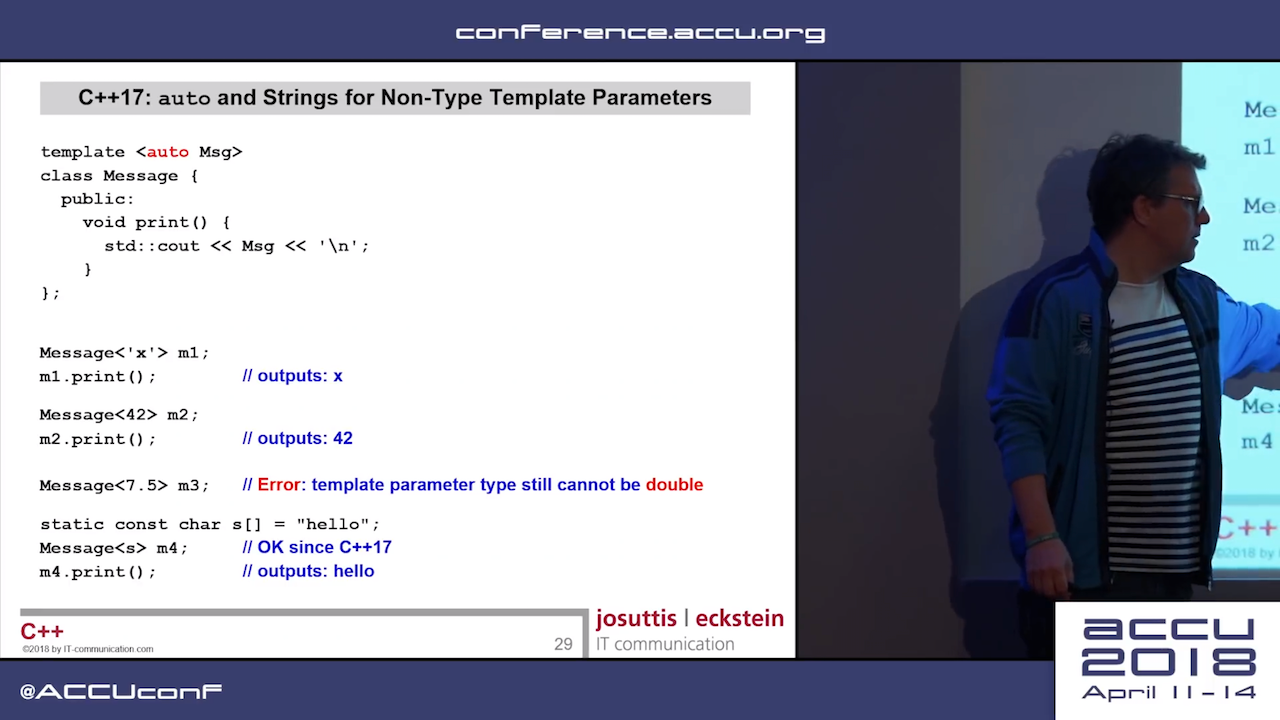 conference.accu.org
C++17: auto and Strings for Non-Type Template Parameters
template <auto Msg>
class Message {
public:
void print() {
std::cout << Msg << '\n';
}
};
Message<'x'> m1;
m1.print(); // outputs: x
Message<42> m2;
m2.print(); // outputs: 42
Message<7.5> m3; // Error: template parameter type still cannot be double
static const char s[] = "hello";
Message<s> m4; // OK since C++17
m4.print(); // outputs: hello
C++
©2018 by IT-communication.com
29
josuttis | eckstein
IT communication
Me
m1
Me
m2
Me
m4
C++
©2018 by
@ACCUconf
accu
2018
April 11-14